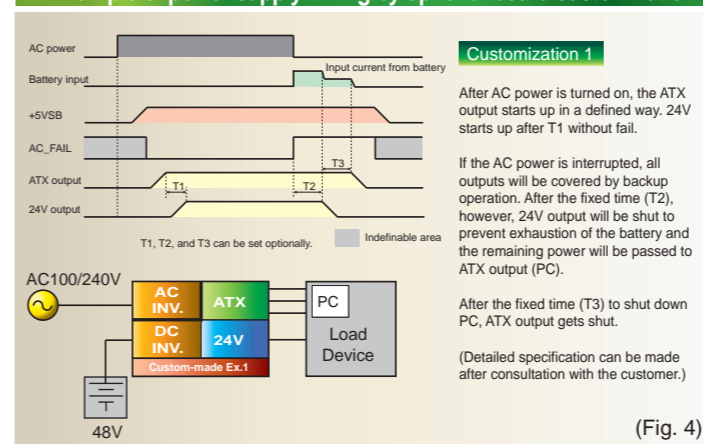 AC power
Battery input
Input current from battery
+5VSB
AC_FAIL
T3
ATX output
T1
T2
24V output
T1, T2, and T3 can be set optionally.
Indefinable area
AC100/240V
AC
INV.
ATX
DC
INV.
24V
Custom-made Ex.1
PC
Load
Device
48V
Customization 1
After AC power is turned on, the ATX
output starts up in a defined way. 24V
starts up after T1 without fail.
If the AC power is interrupted, all
outputs will be covered by backup
operation. After the fixed time (T2),
however, 24V output will be shut to
prevent exhaustion of the battery and
the remaining power will be passed to
ATX output (PC).
After the fixed time (T3) to shut down
PC, ATX output gets shut.
(Detailed specification can be made
after consultation with the customer.)
(Fig. 4)